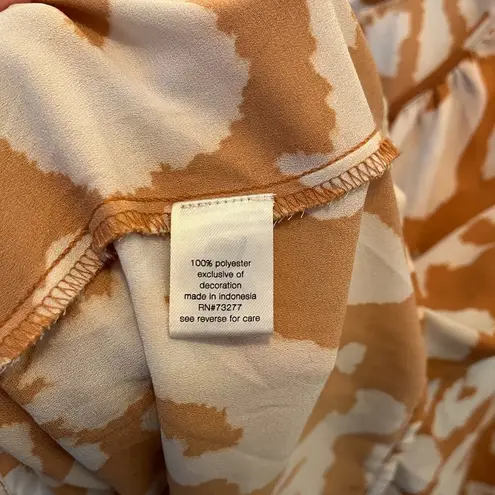 100% polyester
exclusive of
decoration
made in indonesia
RN#73277
see reverse for care